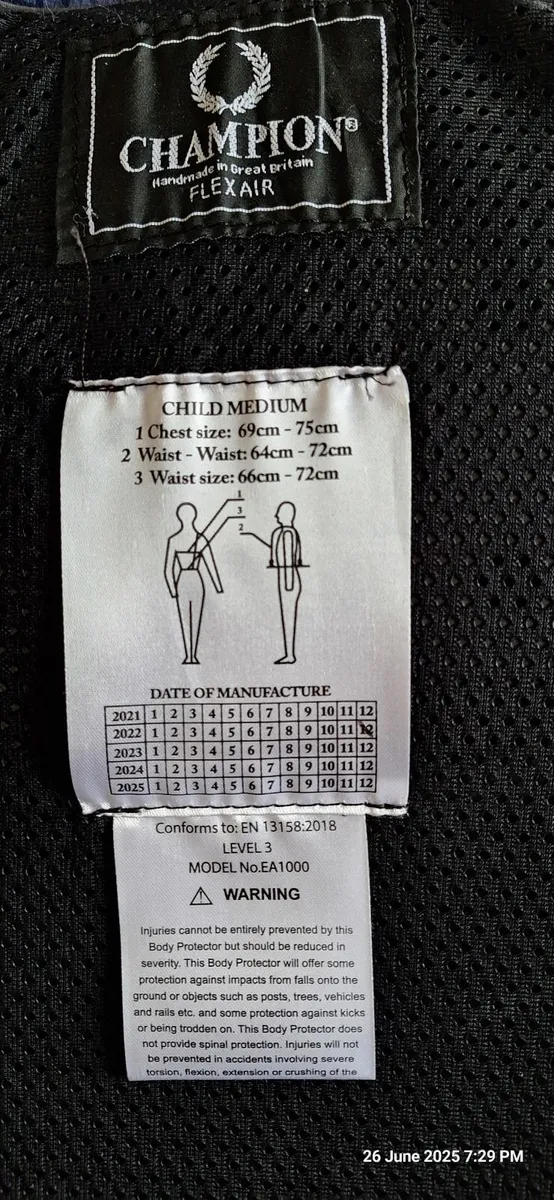 CHAMPION®
Handmade in Great Britain
FLEXAIR
CHILD MEDIUM
1 Chest size: 69cm - 75cm
2 Waist - Waist: 64cm - 72cm
3 Waist size: 66cm - 72cm
1
3
2
DATE OF MANUFACTURE
2021 1 2 3 4 5 6 7 8 9 10 11 12
2022 1 2 3 4 5 6 7 8 9 10 11 12
2023 1 2 3 4 5 6 7 8 9 10 11 12
2024 1 2 3 4 5 6 7 8 9 10 11 12
2025 1 2 3 4 5 6 7 8 9 10 11 12
Conforms to: EN 13158:2018
LEVEL 3
MODEL No.EA1000
⚠ WARNING
Injuries cannot be entirely prevented by this
Body Protector but should be reduced in
severity. This Body Protector will offer some
protection against impacts from falls onto the
ground or objects such as posts, trees, vehicles
and rails etc. and some protection against kicks
or being trodden on. This Body Protector does
not provide spinal protection. Injuries will not
be prevented in accidents involving severe
torsion, flexion, extension or crushing of the
26 June 2025 7:29 PM